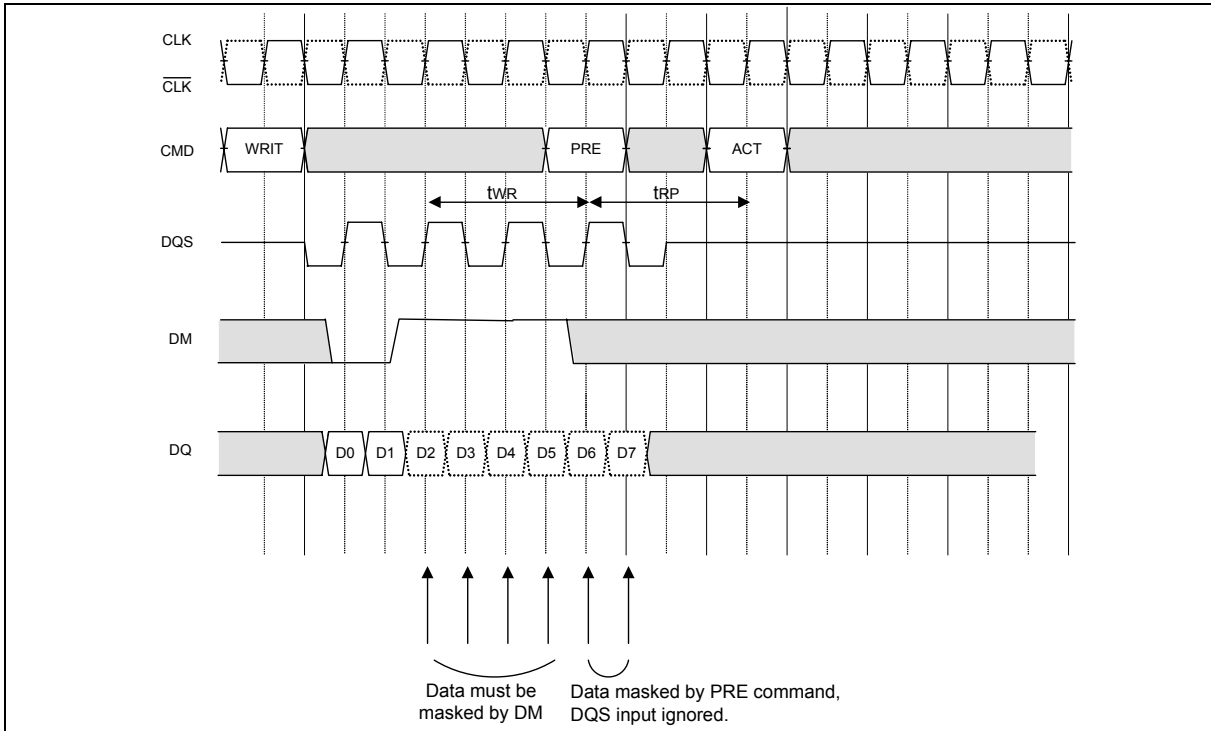 CLK
CLK
CMD
WRIT
PRE
ACT
tWR
tRP
DQS
DM
DQ
D0 D1 D2 D3 D4 D5 D6 D7
Data must be
masked by DM
Data masked by PRE command,
DQS input ignored.